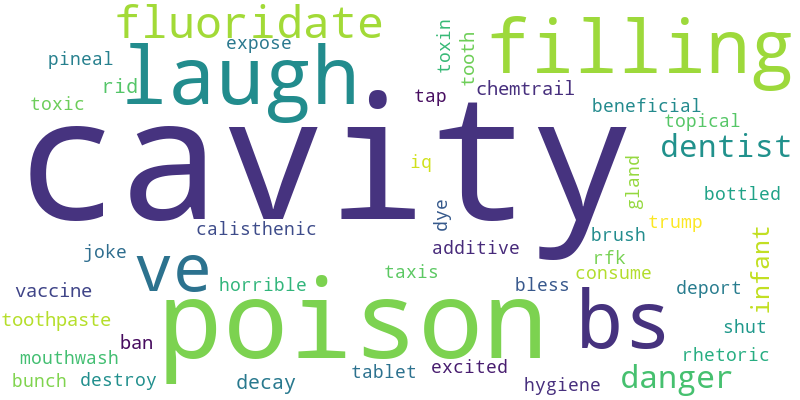 fluoridate
expose
toxin
tooth
filling
pineal
laugh
rid
toxic
tap
chemtrail
beneficial
topical
dentist
cavity
iq
gland
bottled
calisthenic
dye
trump
brush
additive
joke
ve
rfk
infant
taxis
consume
horrible
bless
deport
vaccine
poison
bs
toothpaste
shut
ban
mouthwash
rhetoric
excited
tablet
danger
bunch
destroy
decay
hygiene